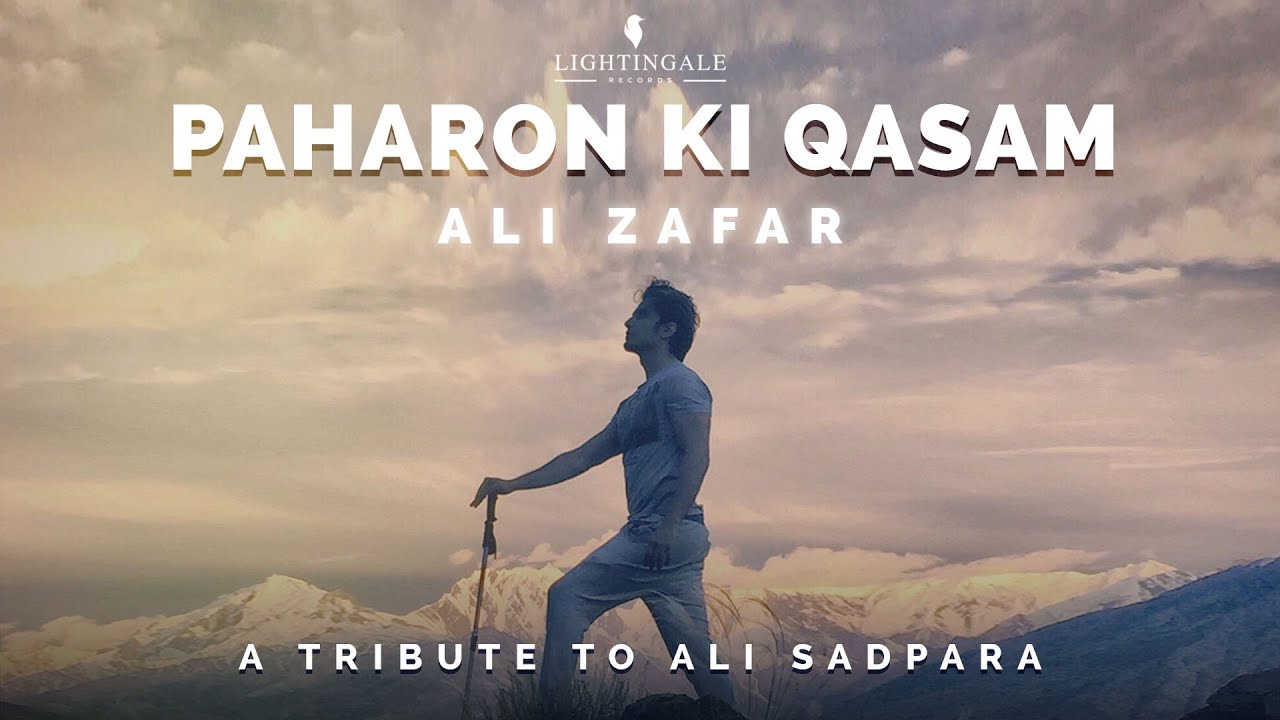 LIGHTINGALE
RECORDS
PAHARON KI QASAM
ALI ZAFAR
A TRIBUTE TO ALI SADPARA